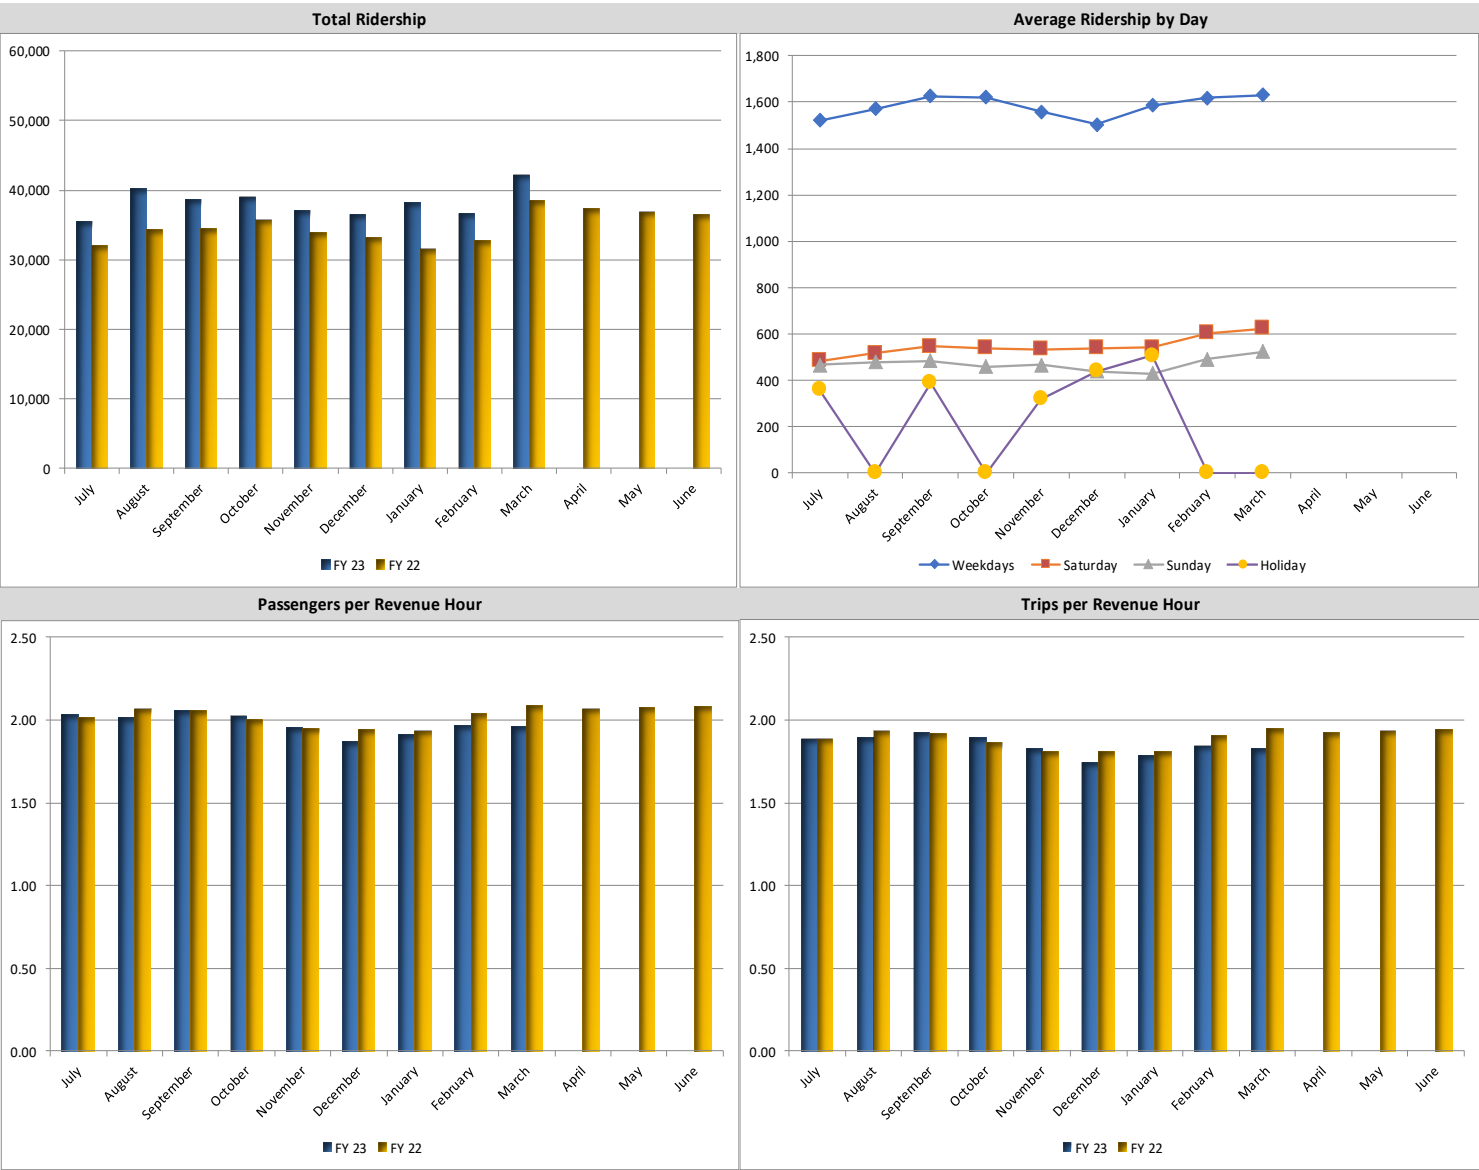 Total Ridership
60,000
50,000
40,000
30,000
20,000
10,000
0
July
August
September
October
November
December
January
February
March
April
May
June
FY 23 FY 22
Average Ridership by Day
1,800
1,600
1,400
1,200
1,000
800
600
400
200
0
July
August
September
October
November
December
January
February
March
April
May
June
Weekdays Saturday Sunday Holiday
Passengers per Revenue Hour
2.50
2.00
1.50
1.00
0.50
0.00
July
August
September
October
November
December
January
February
March
April
May
June
FY 23 FY 22
Trips per Revenue Hour
2.50
2.00
1.50
1.00
0.50
0.00
July
August
September
October
November
December
January
February
March
April
May
June
FY 23 FY 22